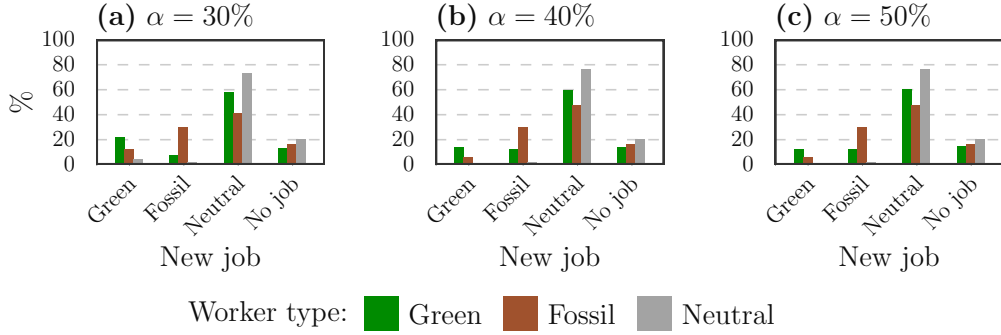 (a) α = 30%
(b) α = 40%
(c) α = 50%
%
100
80
60
40
20
0
Green
Fossil
Neutral
No job
New job
100
80
60
40
20
0
Green
Fossil
Neutral
No job
New job
100
80
60
40
20
0
Green
Fossil
Neutral
No job
New job
Worker type: Green Fossil Neutral